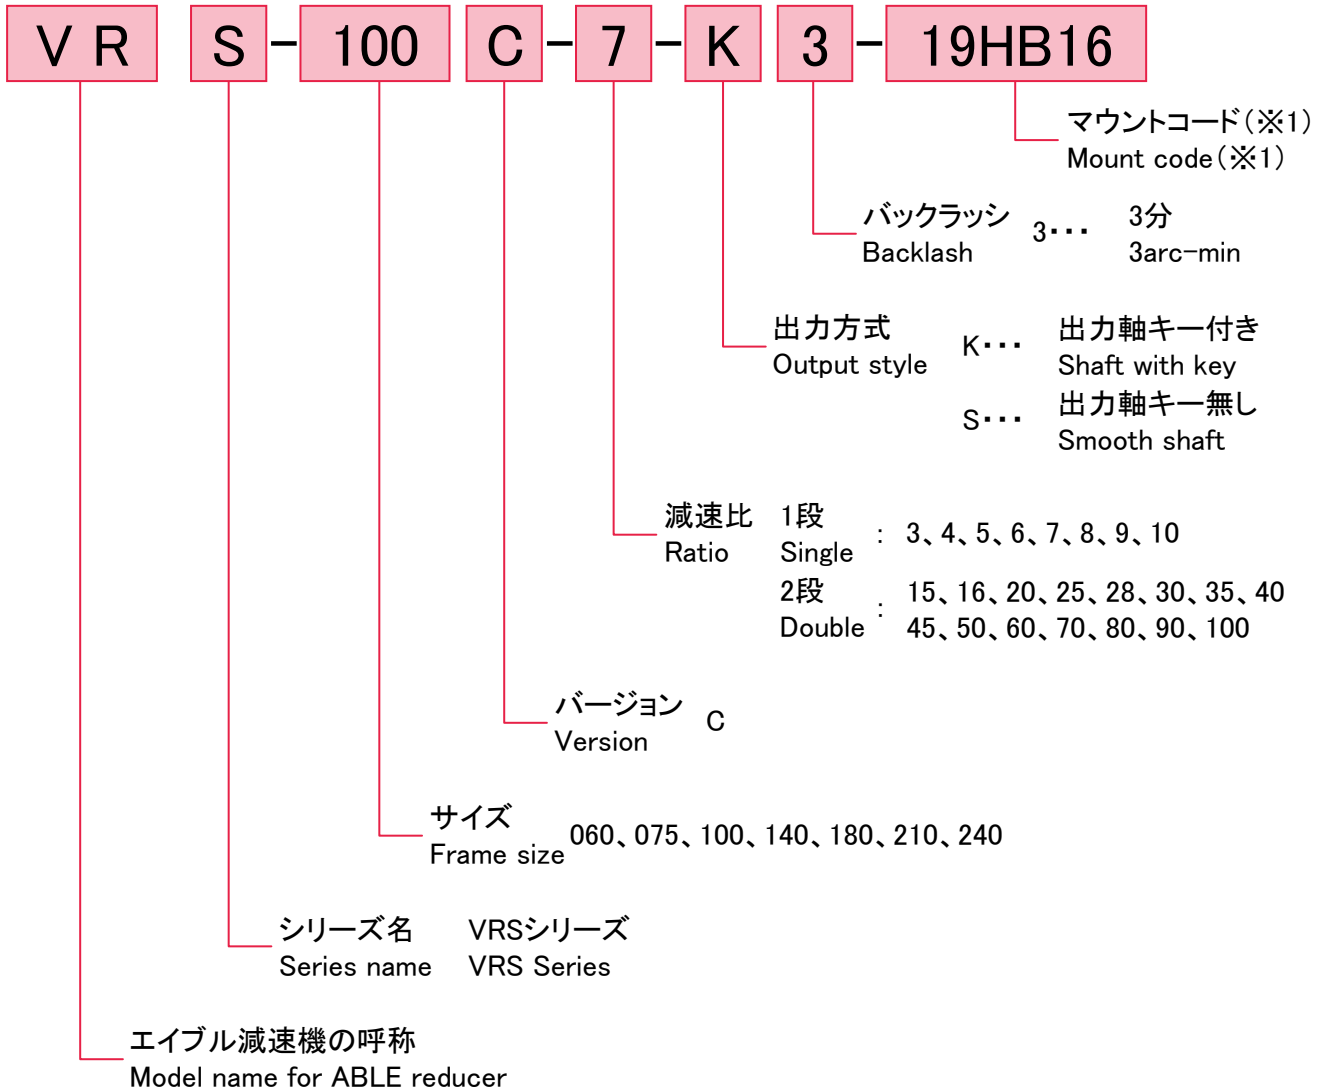 VR S - 100 C - 7 - K 3 - 19HB16
マウントコード(※1)
Mount code(※1)
バックラッシ 3・・・ 3分
Backlash 3arc-min
出力方式 K・・・ 出力軸キー付き
Output style Shaft with key
S・・・ 出力軸キー無し
Smooth shaft
減速比 1段 : 3、4、5、6、7、8、9、10
Ratio Single
2段 : 15、16、20、25、28、30、35、40
Double 45、50、60、70、80、90、100
バージョン C
Version
サイズ 060、075、100、140、180、210、240
Frame size
シリーズ名 VRSシリーズ
Series name VRS Series
エイブル減速機の呼称
Model name for ABLE reducer